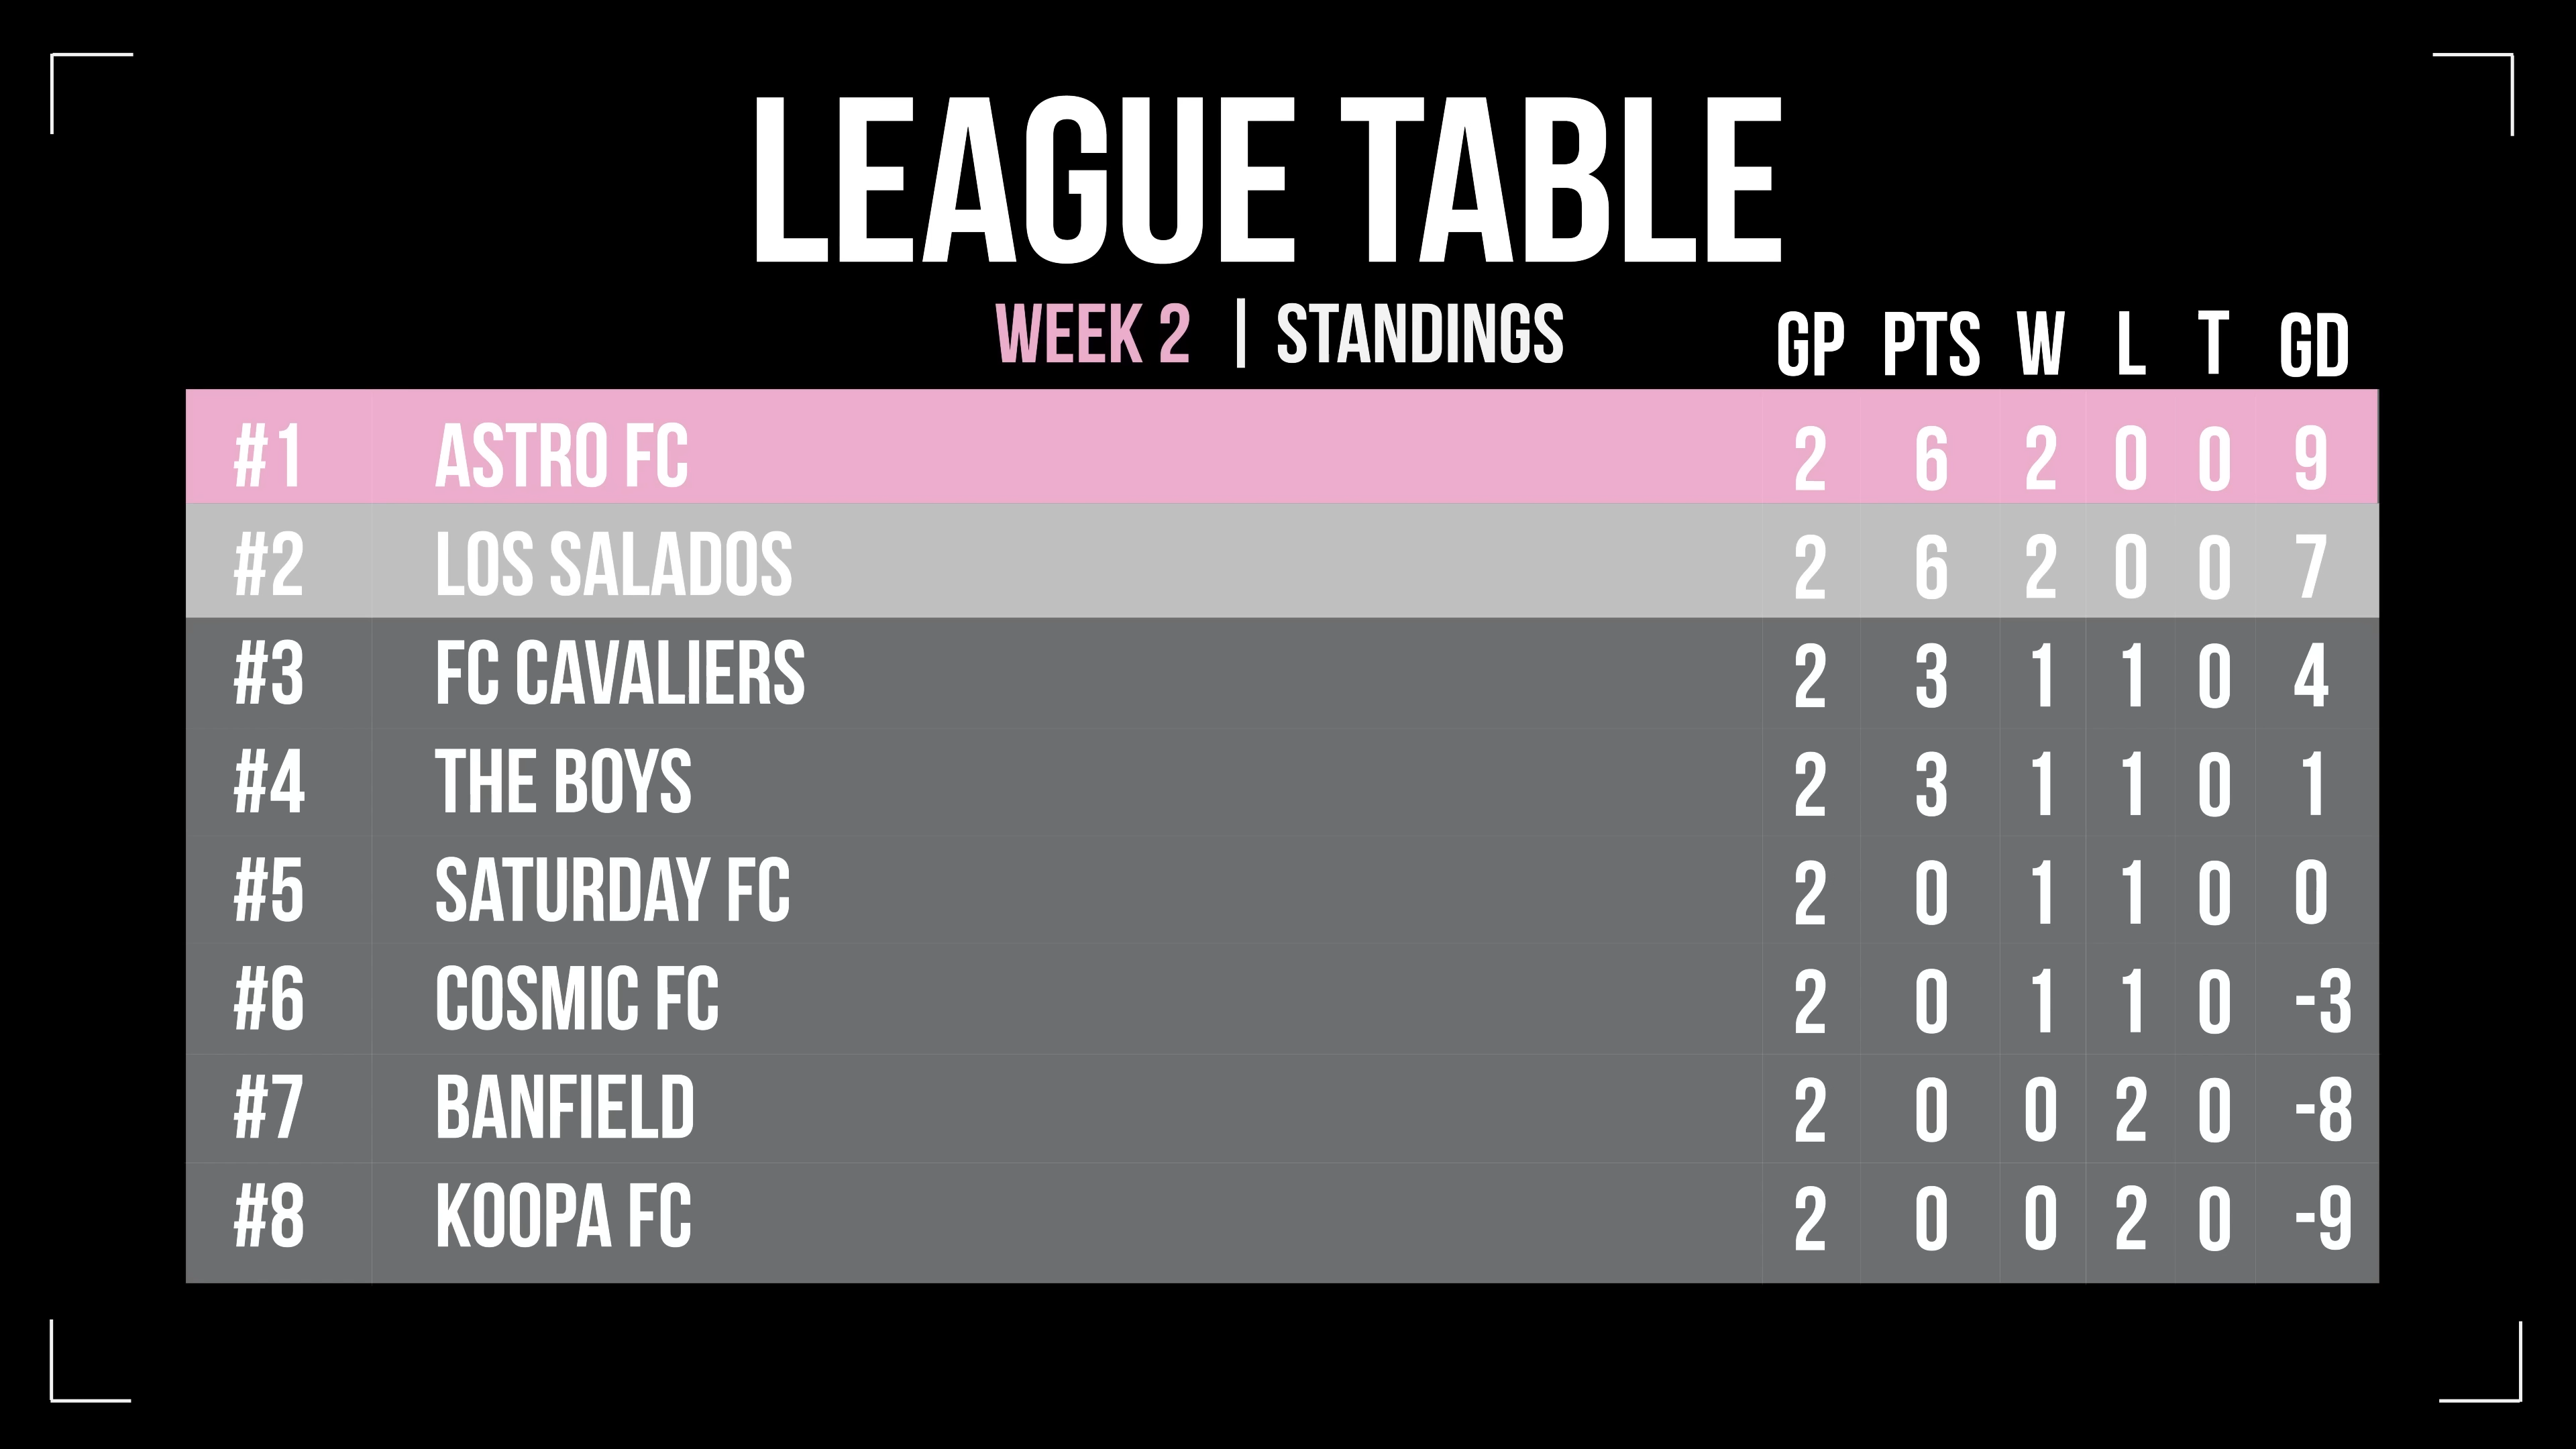 LEAGUE TABLE
WEEK 2 | STANDINGS GP PTS W L T GD
#1 ASTRO FC 2 6 2 0 0 9
#2 LOS SALADOS 2 6 2 0 0 7
#3 FC CAVALIERS 2 3 1 1 0 4
#4 THE BOYS 2 3 1 1 0 1
#5 SATURDAY FC 2 0 1 1 0 0
#6 COSMIC FC 2 0 1 1 0 -3
#7 BANFIELD 2 0 0 2 0 -8
#8 KOOPA FC 2 0 0 2 0 -9